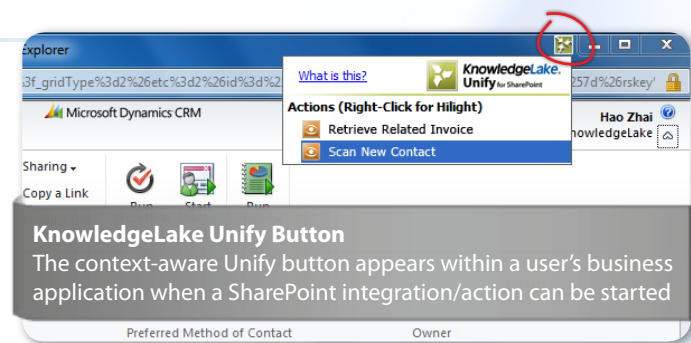 Explorer
3f_gridType%3d2%26etc%3d2%26id%3d%2
257d%26rskey'
What is this?
KnowledgeLake.
Unify for SharePoint
Microsoft Dynamics CRM
Actions (Right-Click for Hilight)
Hao Zhai
Retrieve Related Invoice
nowledgeLake
Scan New Contact
Sharing
Copy a Link
Run Start Run
KnowledgeLake Unify Button
The context-aware Unify button appears within a user's business
application when a SharePoint integration/action can be started
Preferred Method of Contact Owner